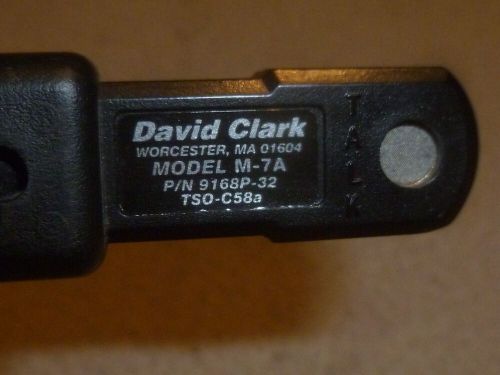 David Clark
WORCESTER, MA 01604
MODEL M-7A
P/N 9168P-32
TSO-C58a
TALK